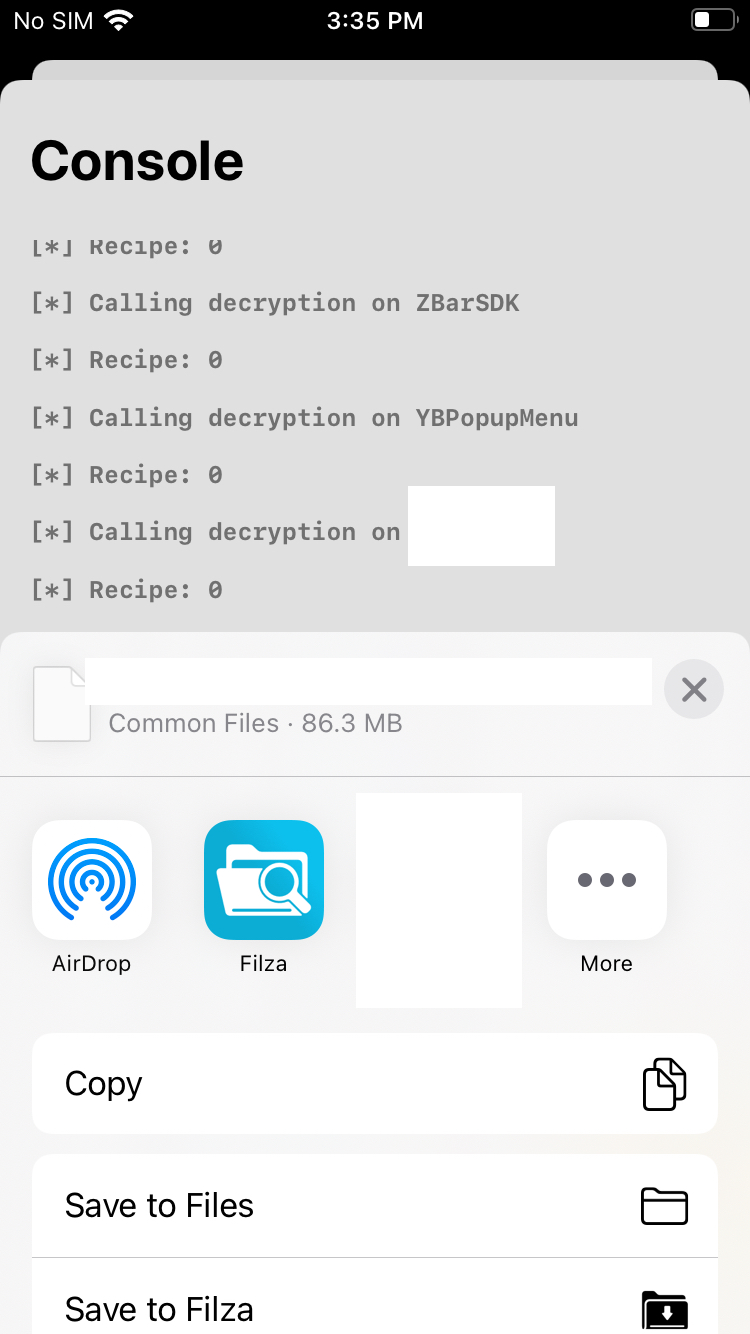 No SIM 3:35 PM
Console
[*] Recipe: 0
[*] Calling decryption on ZBarSDK
[*] Recipe: 0
[*] Calling decryption on YBPopupMenu
[*] Recipe: 0
[*] Calling decryption on
[*] Recipe: 0
Common Files · 86.3 MB
AirDrop Filza More
Copy
Save to Files
Save to Filza